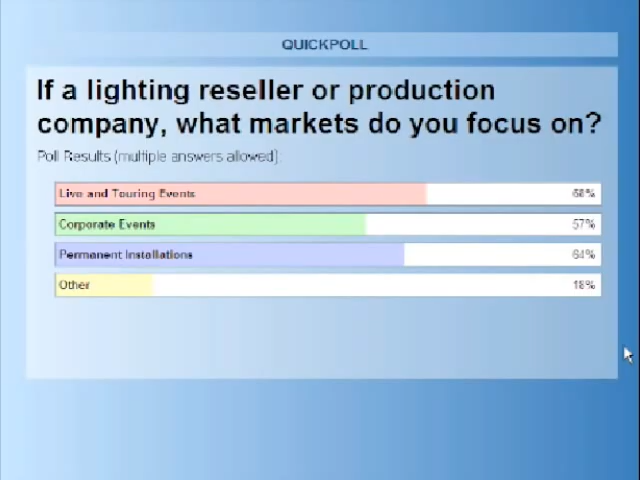 QUICKPOLL
If a lighting reseller or production
company, what markets do you focus on?
Poll Results (multiple answers allowed):
Live and Touring Events 68%
Corporate Events 57%
Permanent Installations 64%
Other 18%